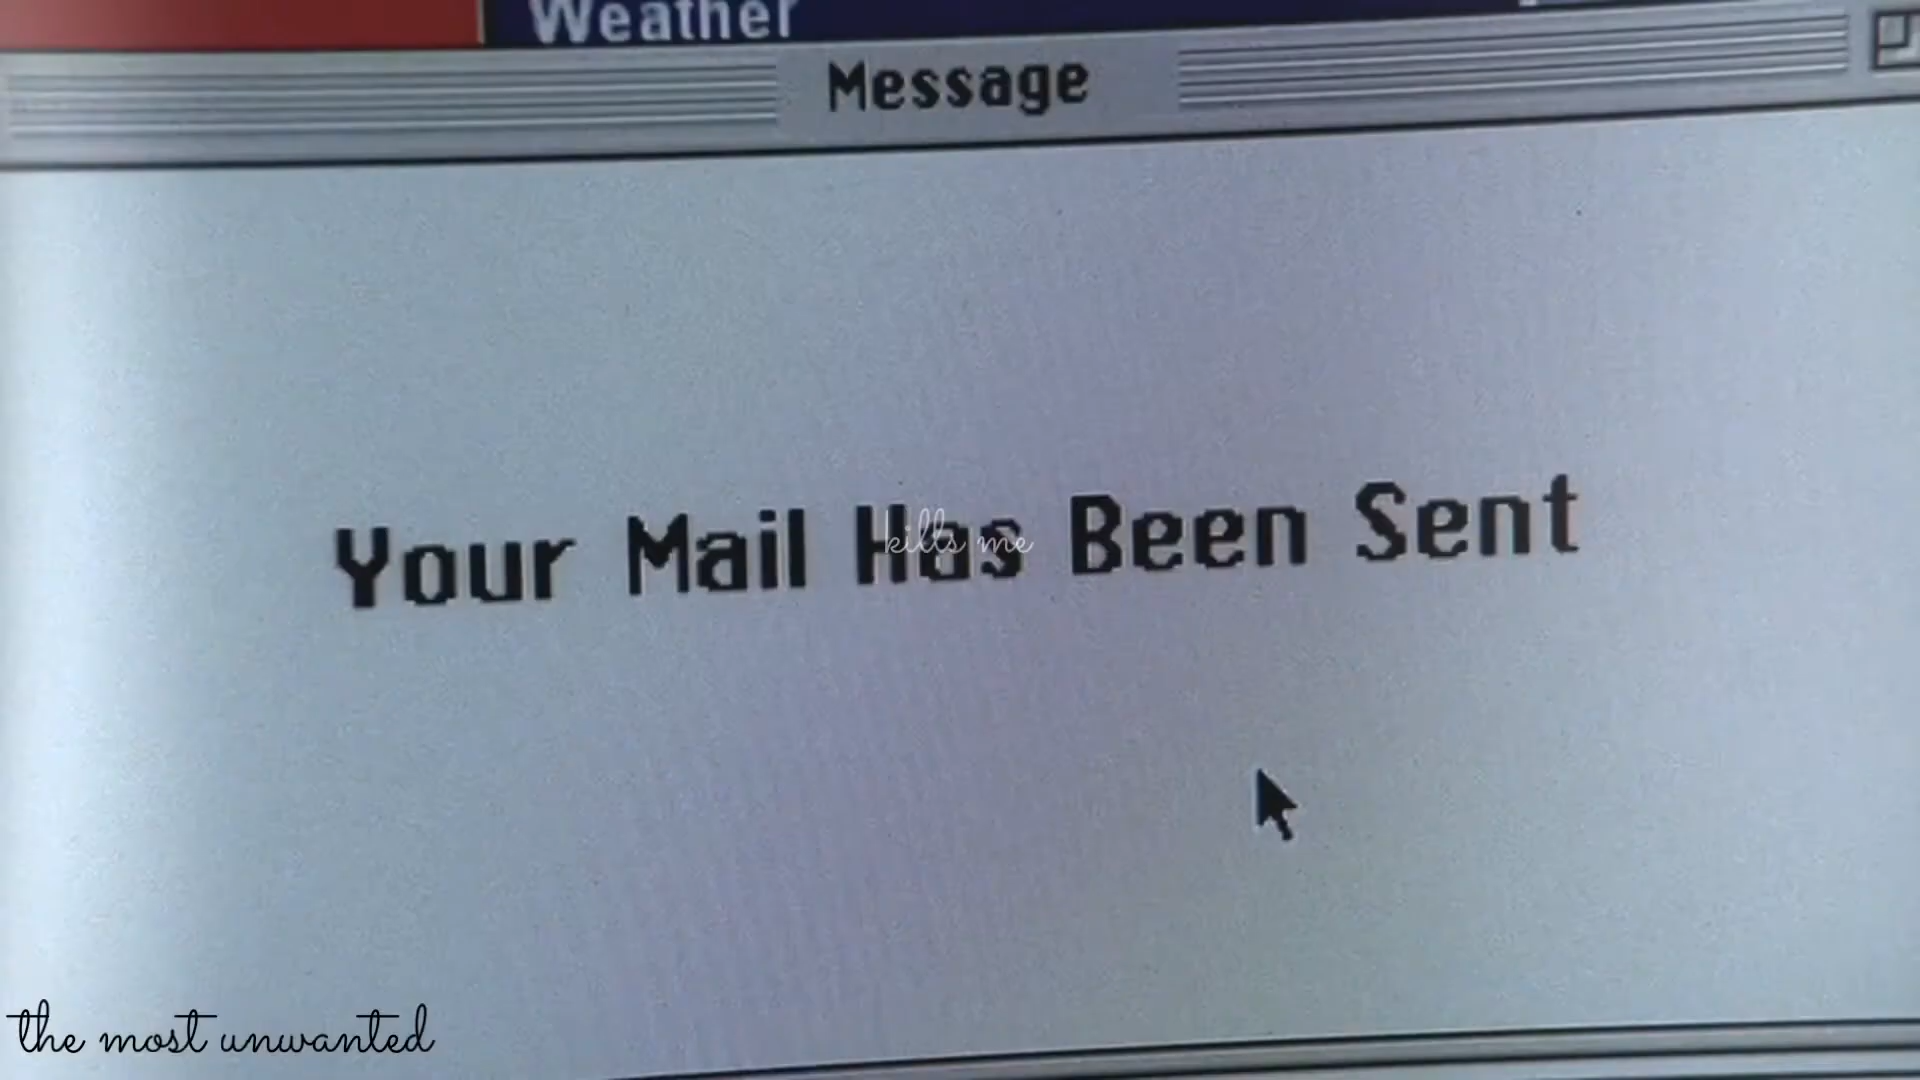 Weather
Message
Your Mail Has Been Sent
kills me
the most unwanted